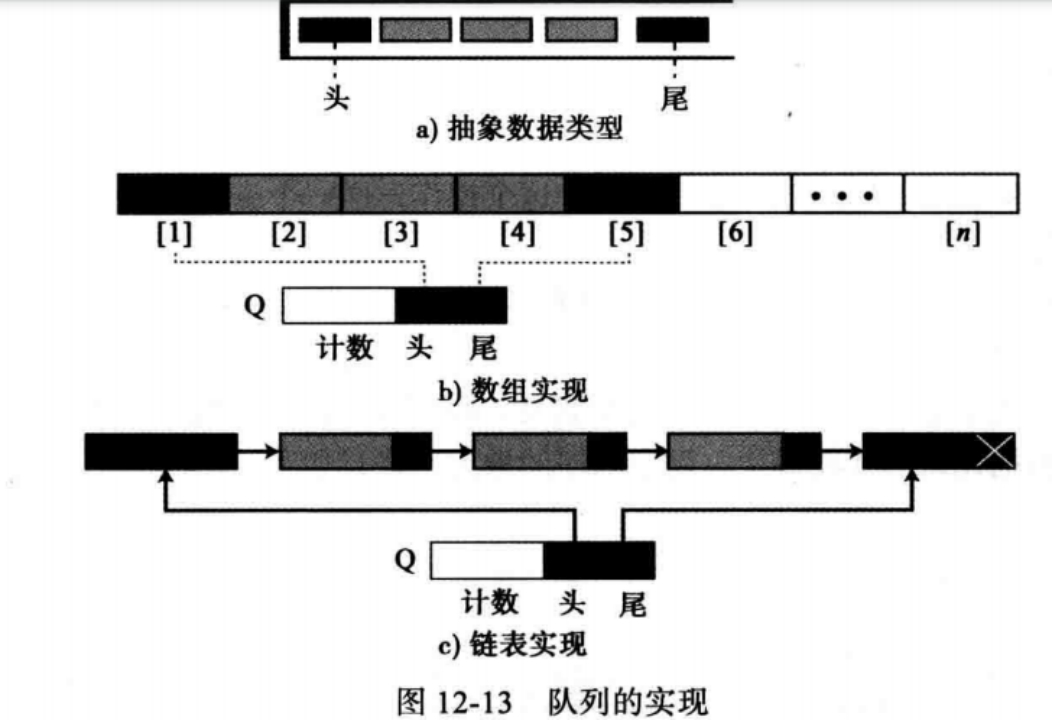 头 尾
a) 抽象数据类型
[1] [2] [3] [4] [5] [6] [n]
Q
计数 头 尾
b) 数组实现
Q
计数 头 尾
c) 链表实现
图 12-13 队列的实现